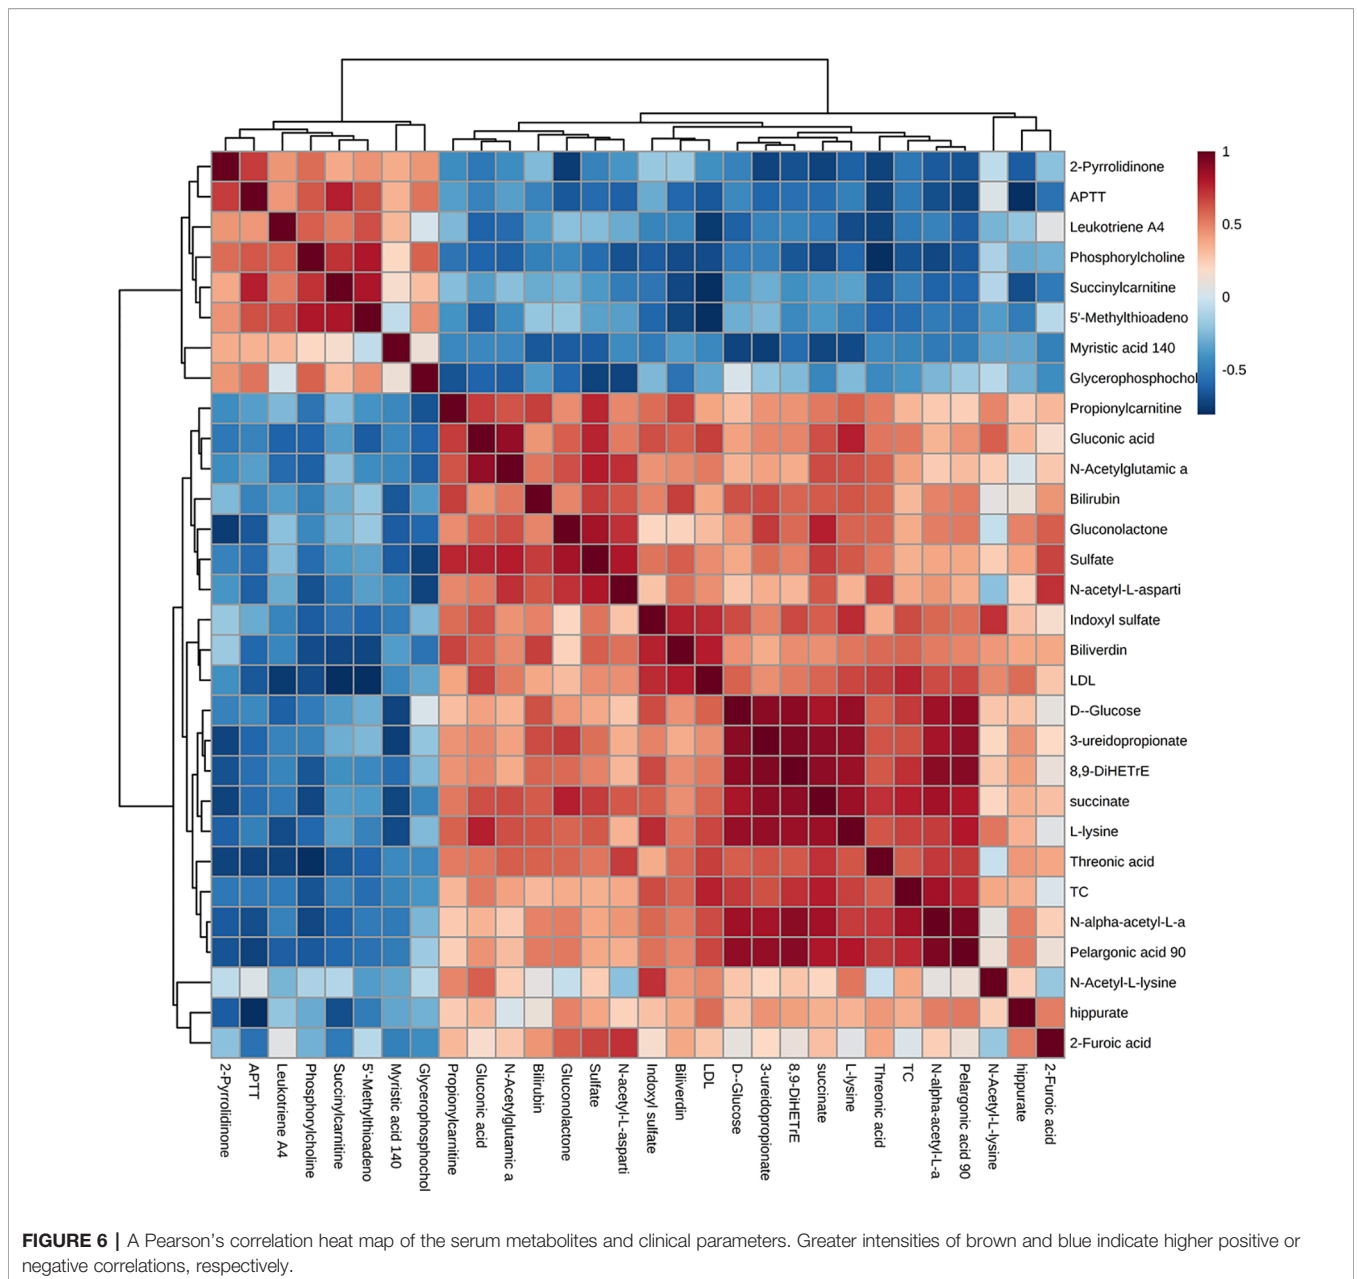 2-Pyrrolidinone
APTT
Leukotriene A4
Phosphorylcholine
Succinylcarnitine
5'-Methylthioadeno
Myristic acid 140
Glycerophosphochol
Propionylcarnitine
Gluconic acid
N-Acetylglutamic a
Bilirubin
Gluconolactone
Sulfate
N-acetyl-L-asparti
Indoxyl sulfate
Biliverdin
LDL
D--Glucose
3-ureidopropionate
8,9-DiHETrE
succinate
L-lysine
Threonic acid
TC
N-alpha-acetyl-L-a
Pelargonic acid 90
N-Acetyl-L-lysine
hippurate
2-Furoic acid
1
0.5
0
-0.5
2-Pyrrolidinone
APTT
Leukotriene A4
Phosphorylcholine
Succinylcarnitine
5'-Methylthioadeno
Myristic acid 140
Glycerophosphochol
Propionylcarnitine
Gluconic acid
N-Acetylglutamic a
Bilirubin
Gluconolactone
Sulfate
N-acetyl-L-asparti
Indoxyl sulfate
Biliverdin
LDL
D--Glucose
3-ureidopropionate
8,9-DiHETrE
succinate
L-lysine
Threonic acid
TC
N-alpha-acetyl-L-a
Pelargonic acid 90
N-Acetyl-L-lysine
hippurate
2-Furoic acid
FIGURE 6 | A Pearson's correlation heat map of the serum metabolites and clinical parameters. Greater intensities of brown and blue indicate higher positive or
negative correlations, respectively.